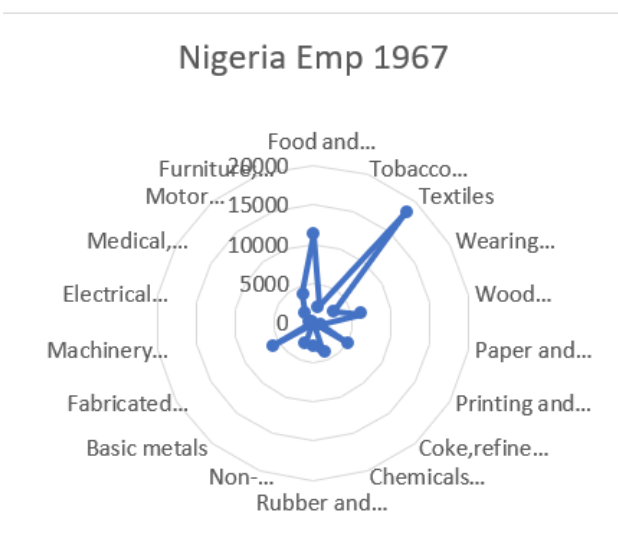 Nigeria Emp 1967
Food and...
Tobacco...
Textiles
Wearing...
Wood...
Paper and...
Printing and...
Coke,refine...
Chemicals...
Rubber and...
Non-...
Basic metals
Fabricated...
Machinery...
Electrical...
Medical,...
Motor...
Furniture,...
20000
15000
10000
5000
0